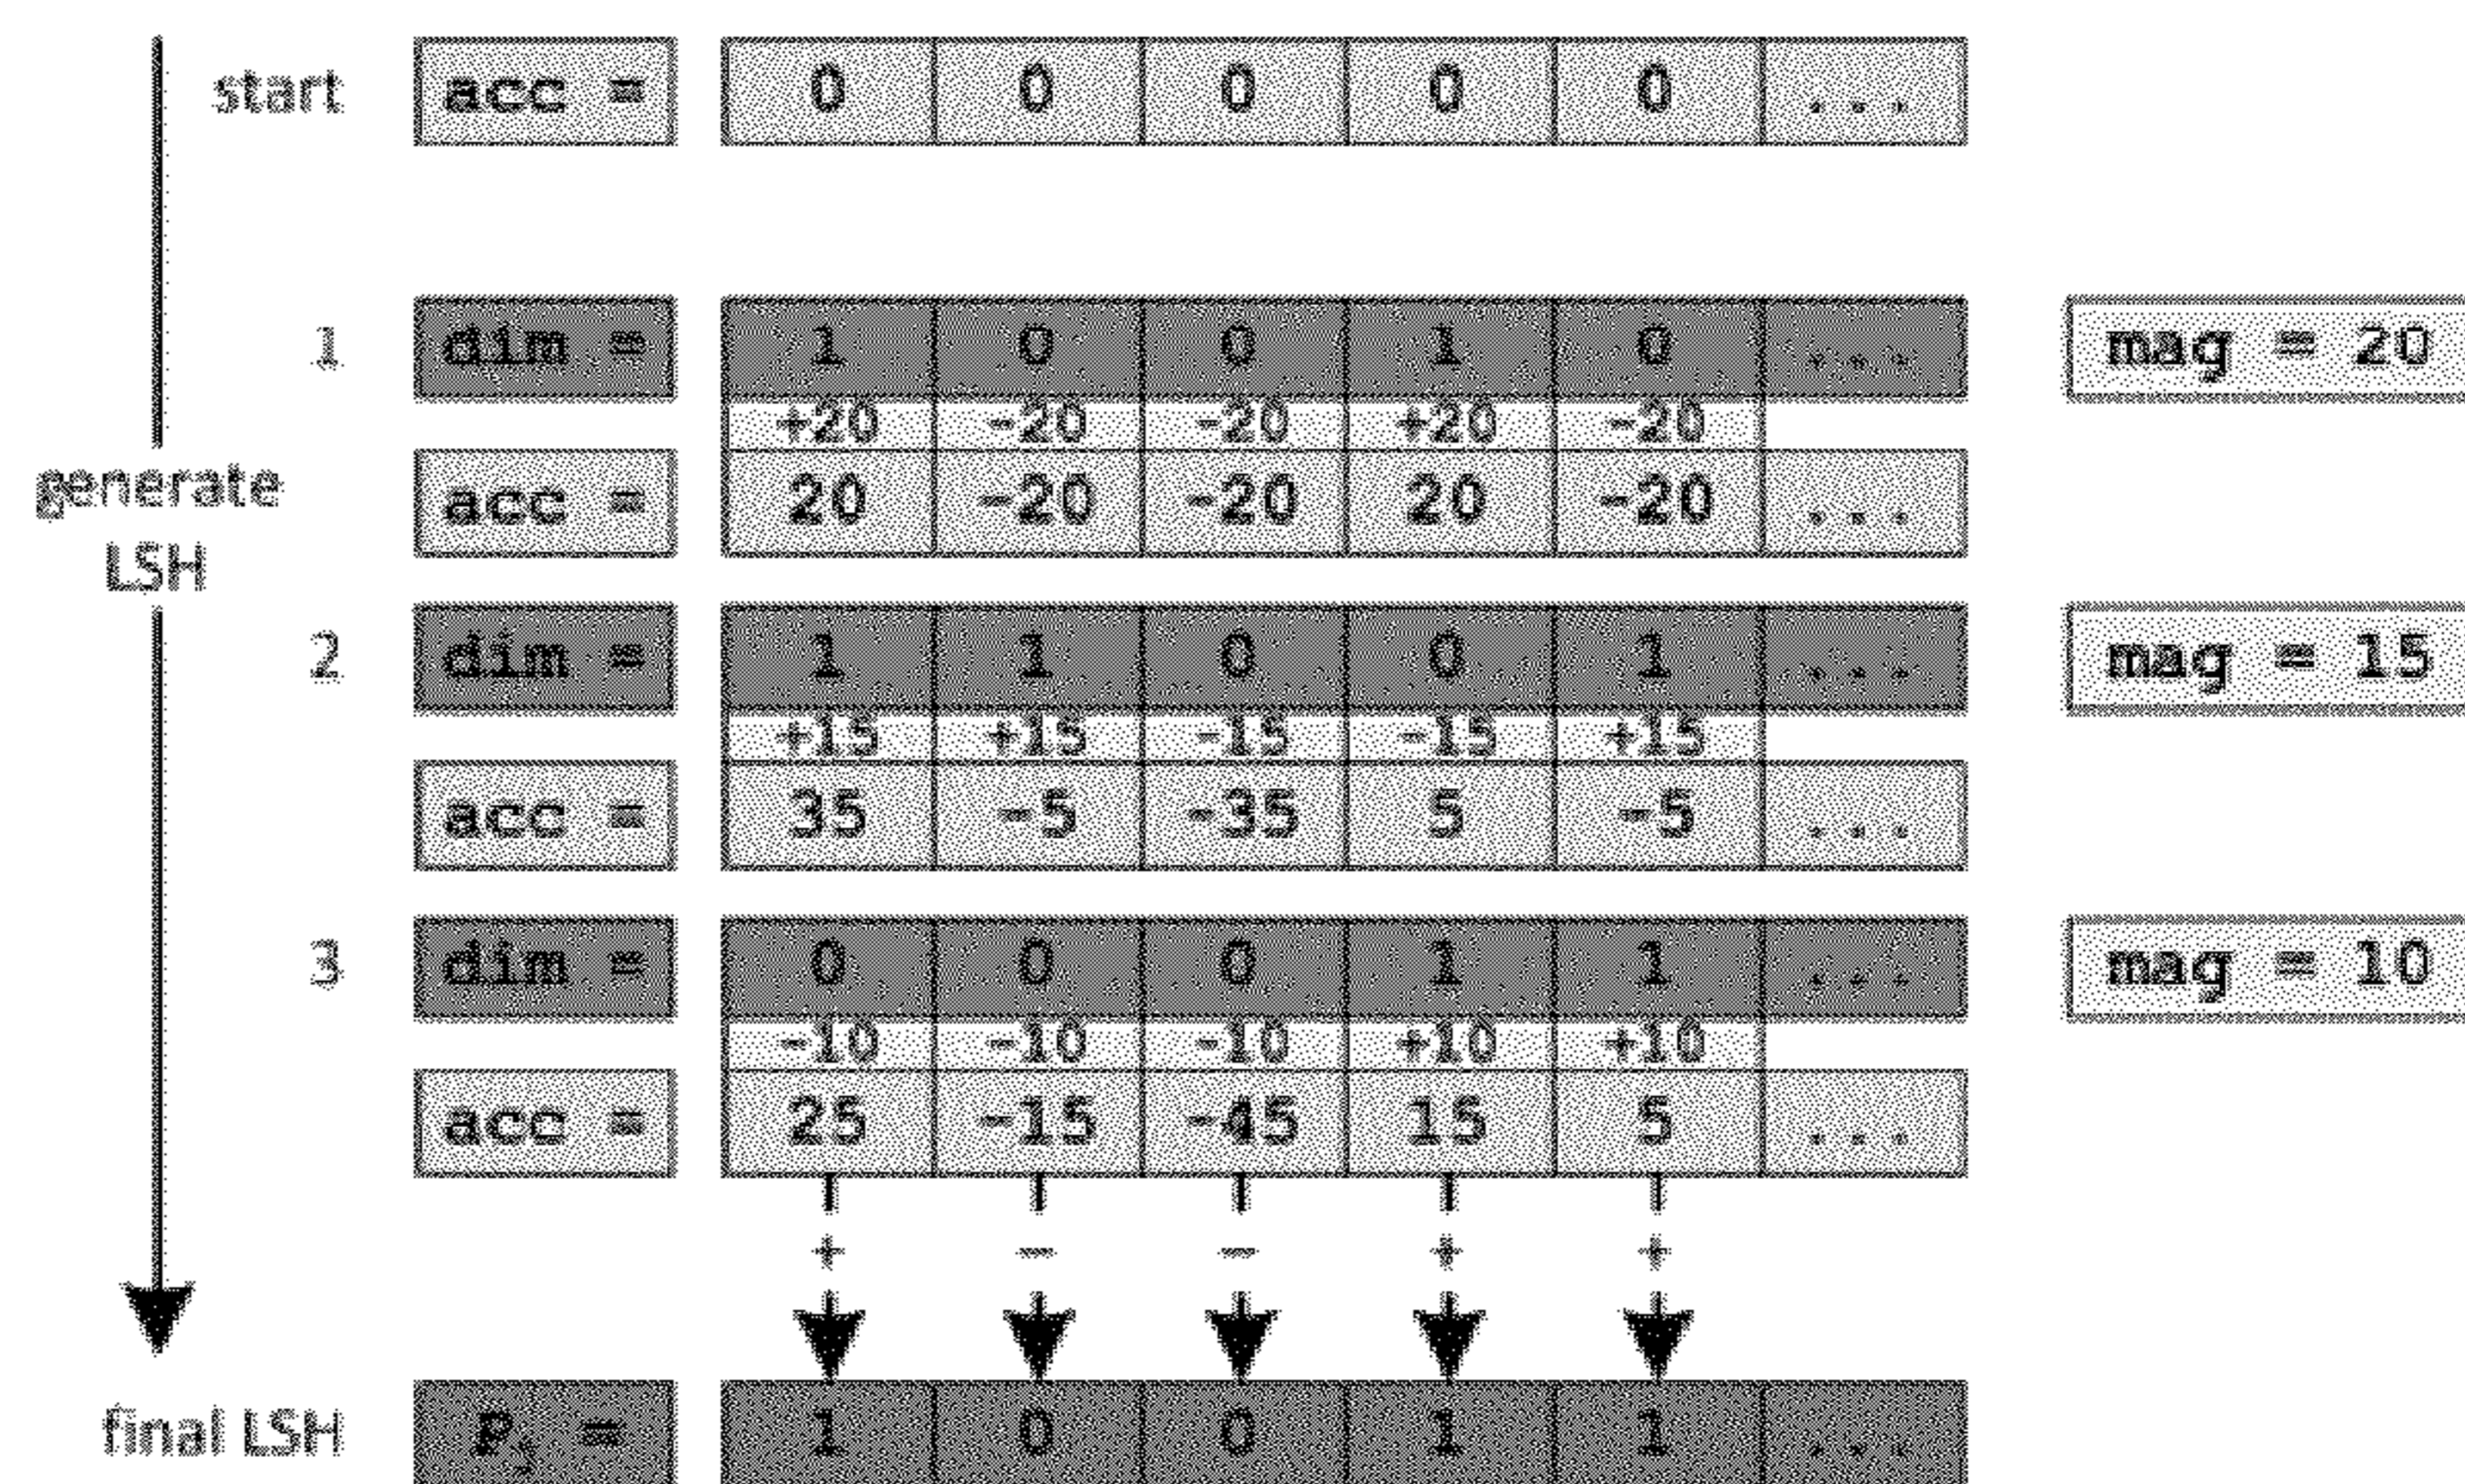 start acc = 0 0 0 0 0 ...
1 dim = 1 0 0 1 0 ... mag = 20
+20 -20 -20 +20 -20
acc = 20 -20 -20 20 -20 ...
generate
LSH
2 dim = 1 1 0 0 1 ... mag = 15
+15 +15 -15 -15 +15
acc = 35 -5 -35 5 -5 ...
3 dim = 0 0 0 1 1 ... mag = 10
-10 -10 -10 +10 +10
acc = 25 -15 -45 15 5 ...
+ - - + +
final LSH Pj = 1 0 0 1 1 ...